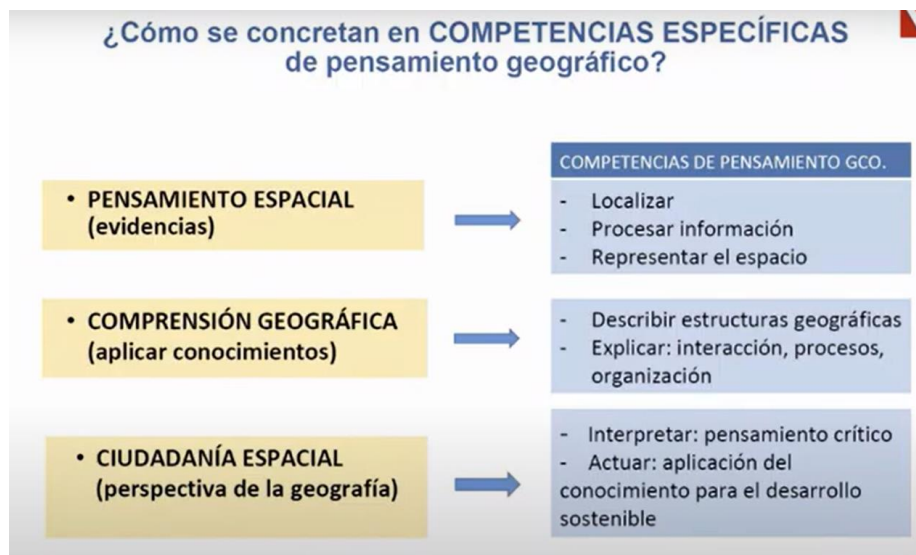 ¿Cómo se concretan en COMPETENCIAS ESPECÍFICAS
de pensamiento geográfico?
COMPETENCIAS DE PENSAMIENTO GCO.
• PENSAMIENTO ESPACIAL
(evidencias)
- Localizar
- Procesar información
- Representar el espacio
• COMPRENSIÓN GEOGRÁFICA
(aplicar conocimientos)
- Describir estructuras geográficas
- Explicar: interacción, procesos,
organización
• CIUDADANÍA ESPACIAL
(perspectiva de la geografía)
- Interpretar: pensamiento crítico
- Actuar: aplicación del
conocimiento para el desarrollo
sostenible